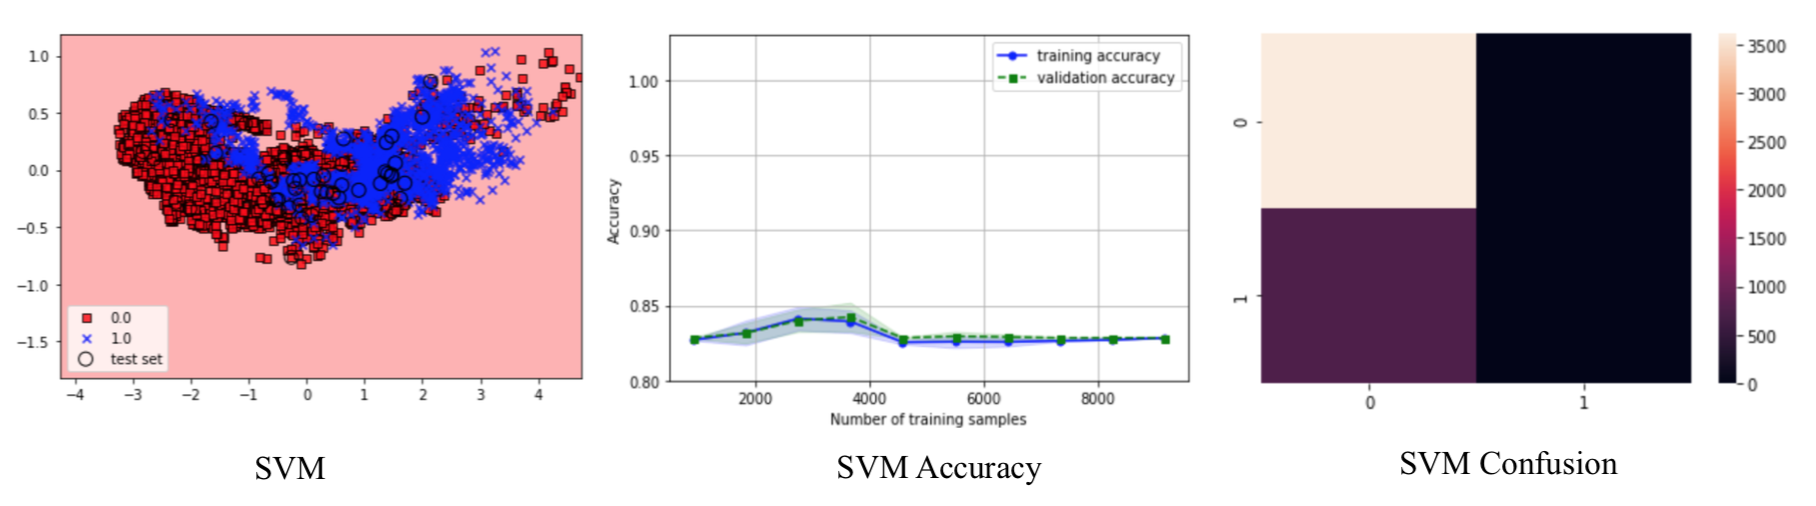 1.0
0.5
0.0
−0.5
−1.0
−1.5
0.0
1.0
test set
−4 −3 −2 −1 0 1 2 3 4
SVM
training accuracy
validation accuracy
1.00
0.95
0.90
0.85
0.80
Accuracy
2000 4000 6000 8000
Number of training samples
SVM Accuracy
0
1
0 1
3500
3000
2500
2000
1500
1000
500
0
SVM Confusion